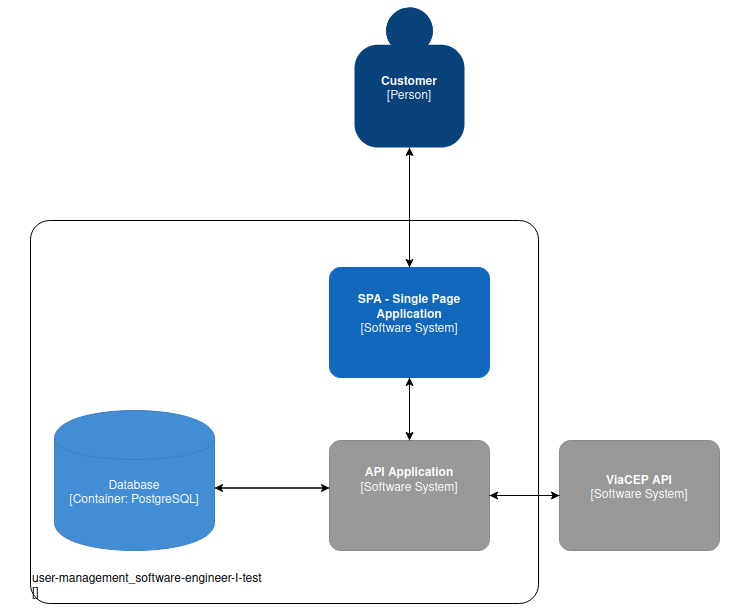 Customer
[Person]
SPA - Single Page
Application
[Software System]
Database
[Container: PostgreSQL]
API Application
[Software System]
ViaCEP API
[Software System]
user-management_software-engineer-I-test
[]